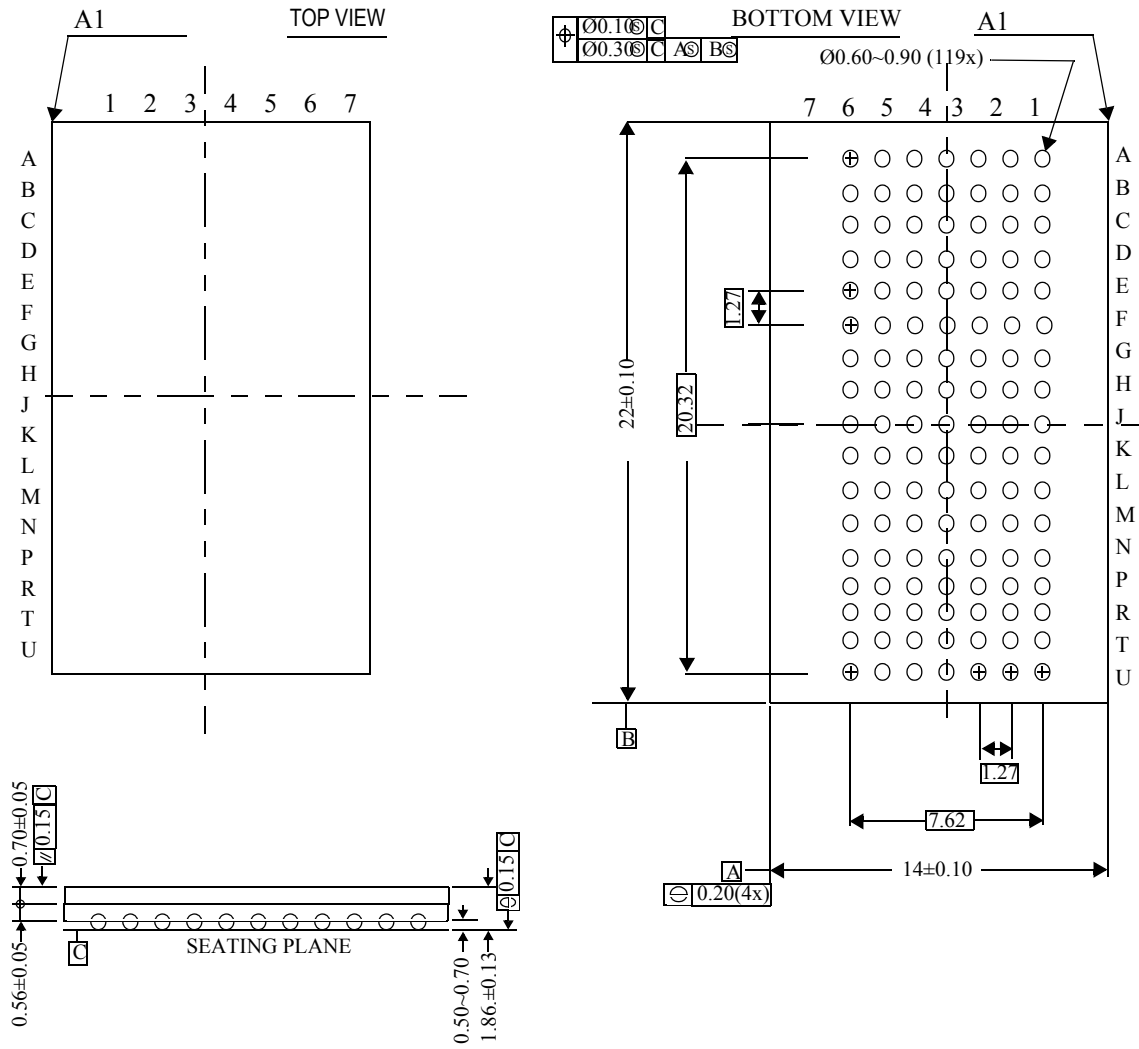 A1
TOP VIEW
1 2 3 4 5 6 7
A
B
C
D
E
F
G
H
J
K
L
M
N
P
R
T
U
Ø0.10Ⓢ C
Ø0.30Ⓢ C AⓈ BⓈ
BOTTOM VIEW
A1
Ø0.60~0.90 (119x)
7 6 5 4 3 2 1
A
B
C
D
E
F
G
H
J
K
L
M
N
P
R
T
U
1.27
22±0.10
20.32
B
1.27
7.62
A
14±0.10
0.20(4x)
0.70±0.05
// 0.15 C
0.56±0.05
C
SEATING PLANE
0.15 C
0.50~0.70
1.86.±0.13